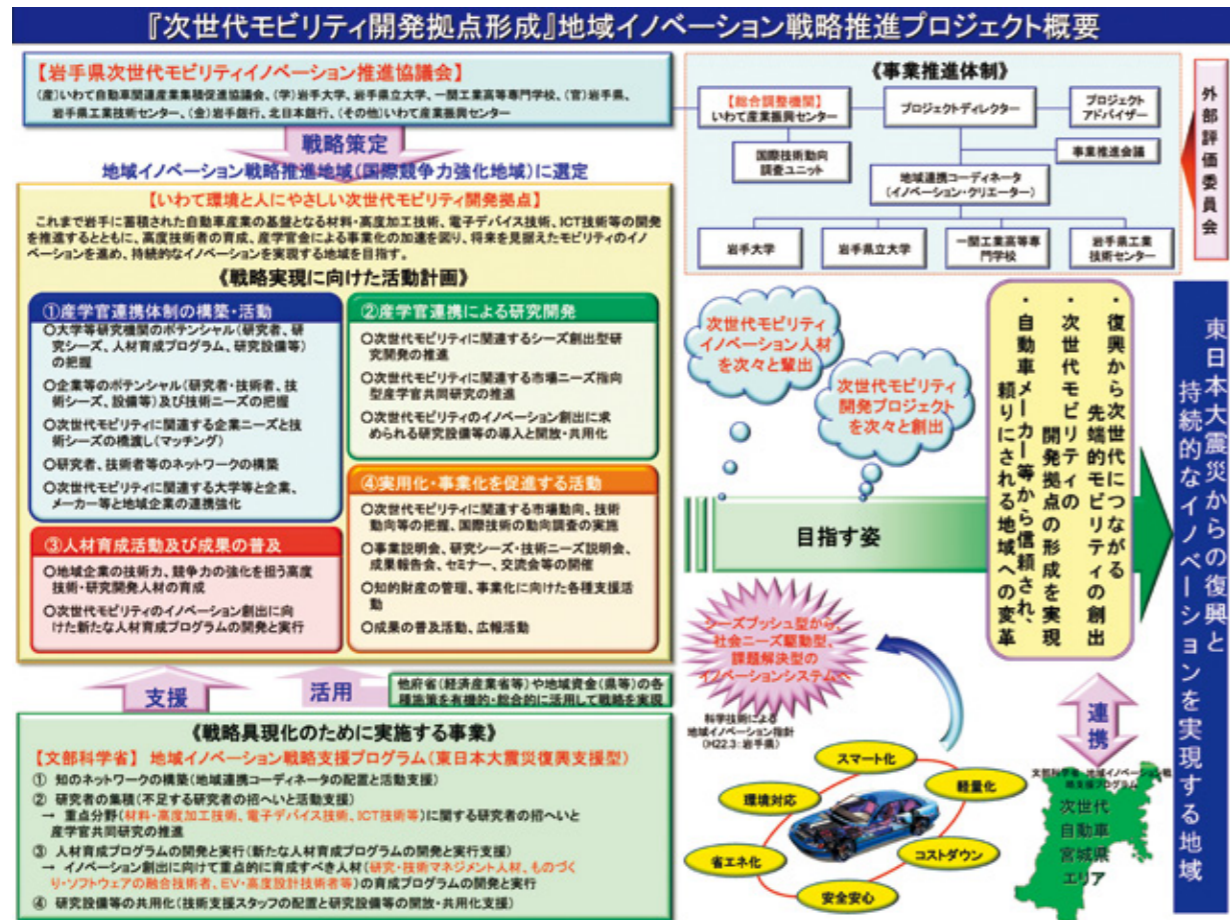 『次世代モビリティ開発拠点形成』地域イノベーション戦略推進プロジェクト概要
【岩手県次世代モビリティイノベーション推進協議会】
(産)いわて自動車関連産業集積促進協議会、(学)岩手大学、岩手県立大学、一関工業高等専門学校、(官)岩手県、
岩手県工業技術センター、(金)岩手銀行、北日本銀行、(その他)いわて産業振興センター
戦略策定
地域イノベーション戦略推進地域(国際競争力強化地域)に選定
【いわて環境と人にやさしい次世代モビリティ開発拠点】
これまで岩手に蓄積された自動車産業の基盤となる材料・高度加工技術、電子デバイス技術、ICT技術等の開発
を推進するとともに、高度技術者の育成、産学官金による事業化の加速を図り、将来を見据えたモビリティのイノ
ベーションを進め、持続的なイノベーションを実現する地域を目指す。
《戦略実現に向けた活動計画》
①産学官連携体制の構築・活動
○大学等研究機関のポテンシャル(研究者、研
究シーズ、人材育成プログラム、研究設備等)
の把握
○企業等のポテンシャル(研究者・技術者、技
術シーズ、設備等)及び技術ニーズの把握
○次世代モビリティに関連する企業ニーズと技
術シーズの橋渡し(マッチング)
○研究者、技術者等のネットワークの構築
○次世代モビリティに関連する大学等と企業、
メーカー等と地域企業の連携強化
②産学官連携による研究開発
○次世代モビリティに関連するシーズ創出型研
究開発の推進
○次世代モビリティに関連する市場ニーズ指向
型産学官共同研究の推進
○次世代モビリティのイノベーション創出に求
められる研究設備等の導入と開放・共用化
③人材育成活動及び成果の普及
○地域企業の技術力、競争力の強化を担う高度
技術・研究開発人材の育成
○次世代モビリティのイノベーション創出に向
けた新たな人材育成プログラムの開発と実行
④実用化・事業化を促進する活動
○次世代モビリティに関連する市場動向、技術
動向等の把握、国際技術の動向調査の実施
○事業説明会、研究シーズ・技術ニーズ説明会、
成果報告会、セミナー、交流会等の開催
○知的財産の管理、事業化に向けた各種支援活
動
○成果の普及活動、広報活動
支援
活用
他府省(経済産業省等)や地域資金(県等)の各
種施策を有機的・総合的に活用して戦略を実現
《戦略具現化のために実施する事業》
【文部科学省】 地域イノベーション戦略支援プログラム(東日本大震災復興支援型)
① 知のネットワークの構築(地域連携コーディネータの配置と活動支援)
② 研究者の集積(不足する研究者の招へいと活動支援)
→ 重点分野(材料・高度加工技術、電子デバイス技術、ICT技術等)に関する研究者の招へいと
産学官共同研究の推進
③ 人材育成プログラムの開発と実行(新たな人材育成プログラムの開発と実行支援)
→ イノベーション創出に向けて重点的に育成すべき人材(研究・技術マネジメント人材、ものづく
り・ソフトウェアの融合技術者、EV・高度設計技術者等)の育成プログラムの開発と実行
④ 研究設備等の共用化(技術支援スタッフの配置と研究設備等の開放・共用化支援)
《事業推進体制》
【総合調整機関】
いわて産業振興センター
プロジェクトディレクター
プロジェクト
アドバイザー
国際技術動向
調査ユニット
事業推進会議
地域連携コーディネータ
(イノベーション・クリエーター)
岩手大学
岩手県立大学
一関工業高等専
門学校
岩手県工業
技術センター
外部評価委員会
次世代モビリティ
イノベーション人材
を次々と輩出
次世代モビリティ
開発プロジェクト
を次々と創出
目指す姿
・復興から次世代につながる
先端的モビリティの創出
・次世代モビリティの
開発拠点の形成を実現
・自動車メーカー等から信頼され、
頼りにされる地域への変革
東日本大震災からの復興と
持続的なイノベーションを実現する地域
シーズプッシュ型から、
社会ニーズ駆動型、
課題解決型の
イノベーションシステムへ
科学技術による
地域イノベーション指針
(H22.3:岩手県)
スマート化
軽量化
環境対応
省エネ化
コストダウン
安全安心
連携
文部科学省 地域イノベーション戦
略支援プログラム
次世代
自動車
宮城県
エリア